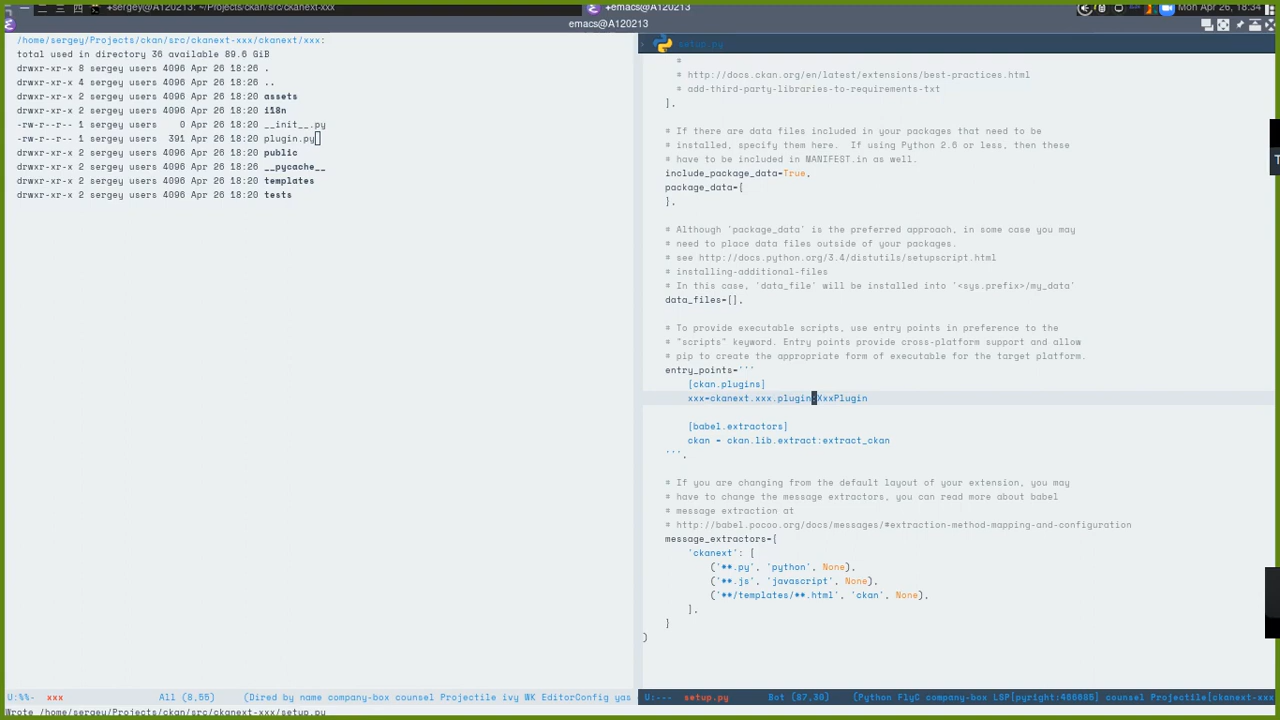 +sergey@A120213: ~/Projects/ckan/src/ckanext-xxx
+emacs@A120213
Mon Apr 26, 18:34
emacs@A120213
/home/sergey/Projects/ckan/src/ckanext-xxx/ckanext/xxx:
total used in directory 36 available 89.6 GiB
drwxr-xr-x 8 sergey users 4096 Apr 26 18:26 .
drwxr-xr-x 4 sergey users 4096 Apr 26 18:26 ..
drwxr-xr-x 2 sergey users 4096 Apr 26 18:20 assets
drwxr-xr-x 2 sergey users 4096 Apr 26 18:20 i18n
-rw-r--r-- 1 sergey users    0 Apr 26 18:20 __init__.py
-rw-r--r-- 1 sergey users  391 Apr 26 18:20 plugin.py
drwxr-xr-x 2 sergey users 4096 Apr 26 18:20 public
drwxr-xr-x 2 sergey users 4096 Apr 26 18:26 __pycache__
drwxr-xr-x 2 sergey users 4096 Apr 26 18:20 templates
drwxr-xr-x 2 sergey users 4096 Apr 26 18:20 tests
U:%%-  xxx  All (8,55)  (Dired by name company-box counsel Projectile ivy WK EditorConfig yas
Wrote /home/sergey/Projects/ckan/src/ckanext-xxx/setup.py
setup.py
#
# http://docs.ckan.org/en/latest/extensions/best-practices.html
# add-third-party-libraries-to-requirements-txt
],
# If there are data files included in your packages that need to be
# installed, specify them here.  If using Python 2.6 or less, then these
# have to be included in MANIFEST.in as well.
include_package_data=True,
package_data={
},
# Although 'package_data' is the preferred approach, in some case you may
# need to place data files outside of your packages.
# see http://docs.python.org/3.4/distutils/setupscript.html
# installing-additional-files
# In this case, 'data_file' will be installed into '<sys.prefix>/my_data'
data_files=[],
# To provide executable scripts, use entry points in preference to the
# "scripts" keyword. Entry points provide cross-platform support and allow
# pip to create the appropriate form of executable for the target platform.
entry_points='''
[ckan.plugins]
xxx=ckanext.xxx.plugin:XxxPlugin
[babel.extractors]
ckan = ckan.lib.extract:extract_ckan
''',
# If you are changing from the default layout of your extension, you may
# have to change the message extractors, you can read more about babel
# message extraction at
# http://babel.pocoo.org/docs/messages/#extraction-method-mapping-and-configuration
message_extractors={
'ckanext': [
('**.py', 'python', None),
('**.js', 'javascript', None),
('**/templates/**.html', 'ckan', None),
],
}
)
U:---  setup.py  Bot (87,30)  (Python FlyC company-box LSP[pyright:486685] counsel Projectile[ckanext-xxx